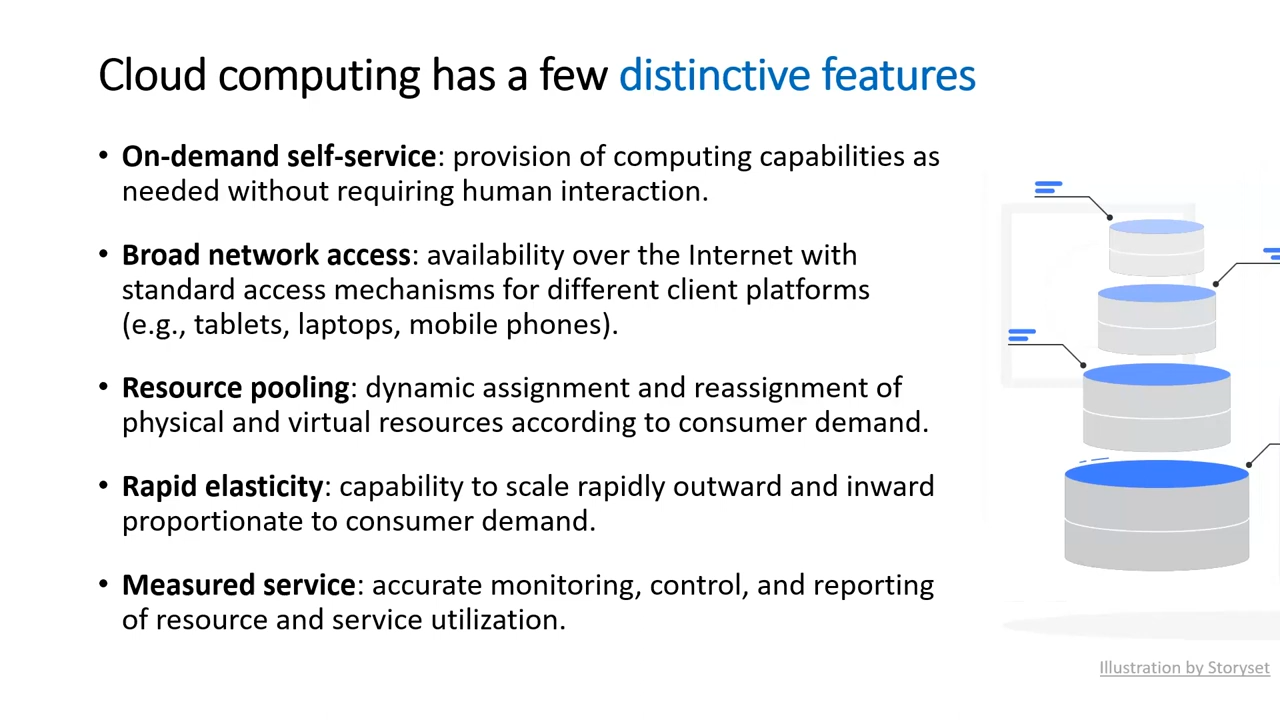 Cloud computing has a few distinctive features
• On-demand self-service: provision of computing capabilities as
needed without requiring human interaction.
• Broad network access: availability over the Internet with
standard access mechanisms for different client platforms
(e.g., tablets, laptops, mobile phones).
• Resource pooling: dynamic assignment and reassignment of
physical and virtual resources according to consumer demand.
• Rapid elasticity: capability to scale rapidly outward and inward
proportionate to consumer demand.
• Measured service: accurate monitoring, control, and reporting
of resource and service utilization.
Illustration by Storyset